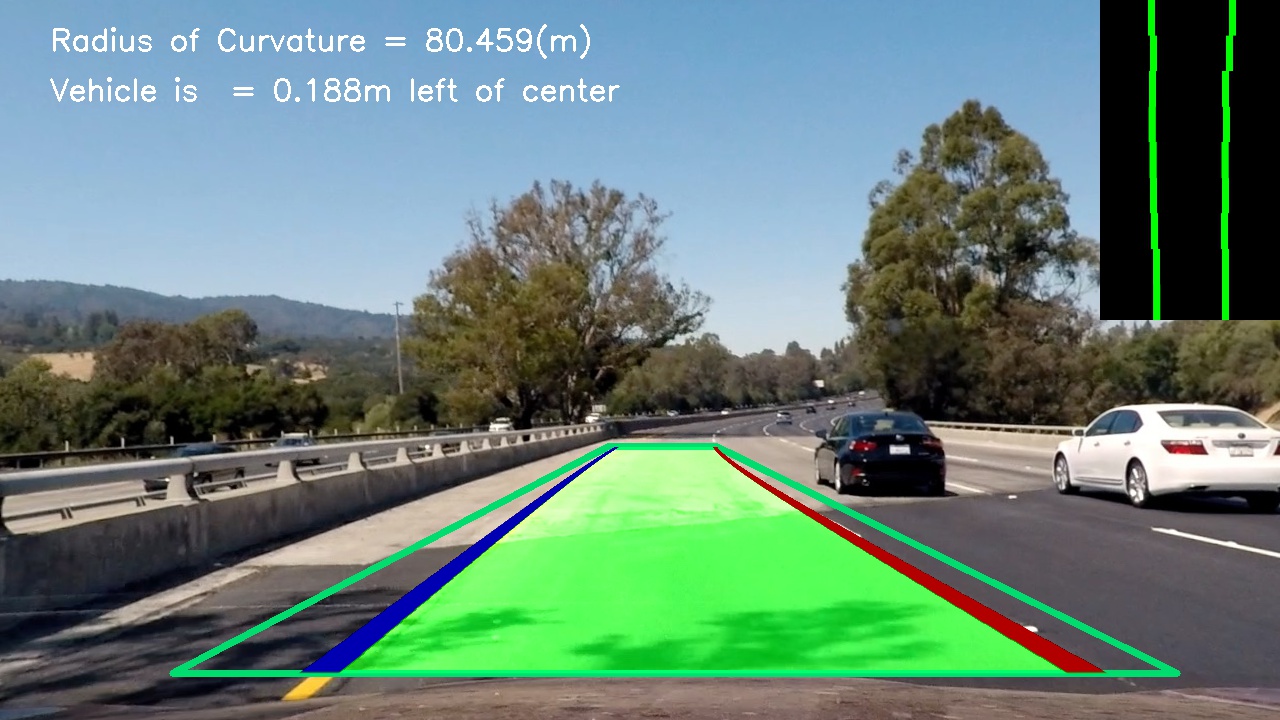 Radius of Curvature = 80.459(m)
Vehicle is = 0.188m left of center